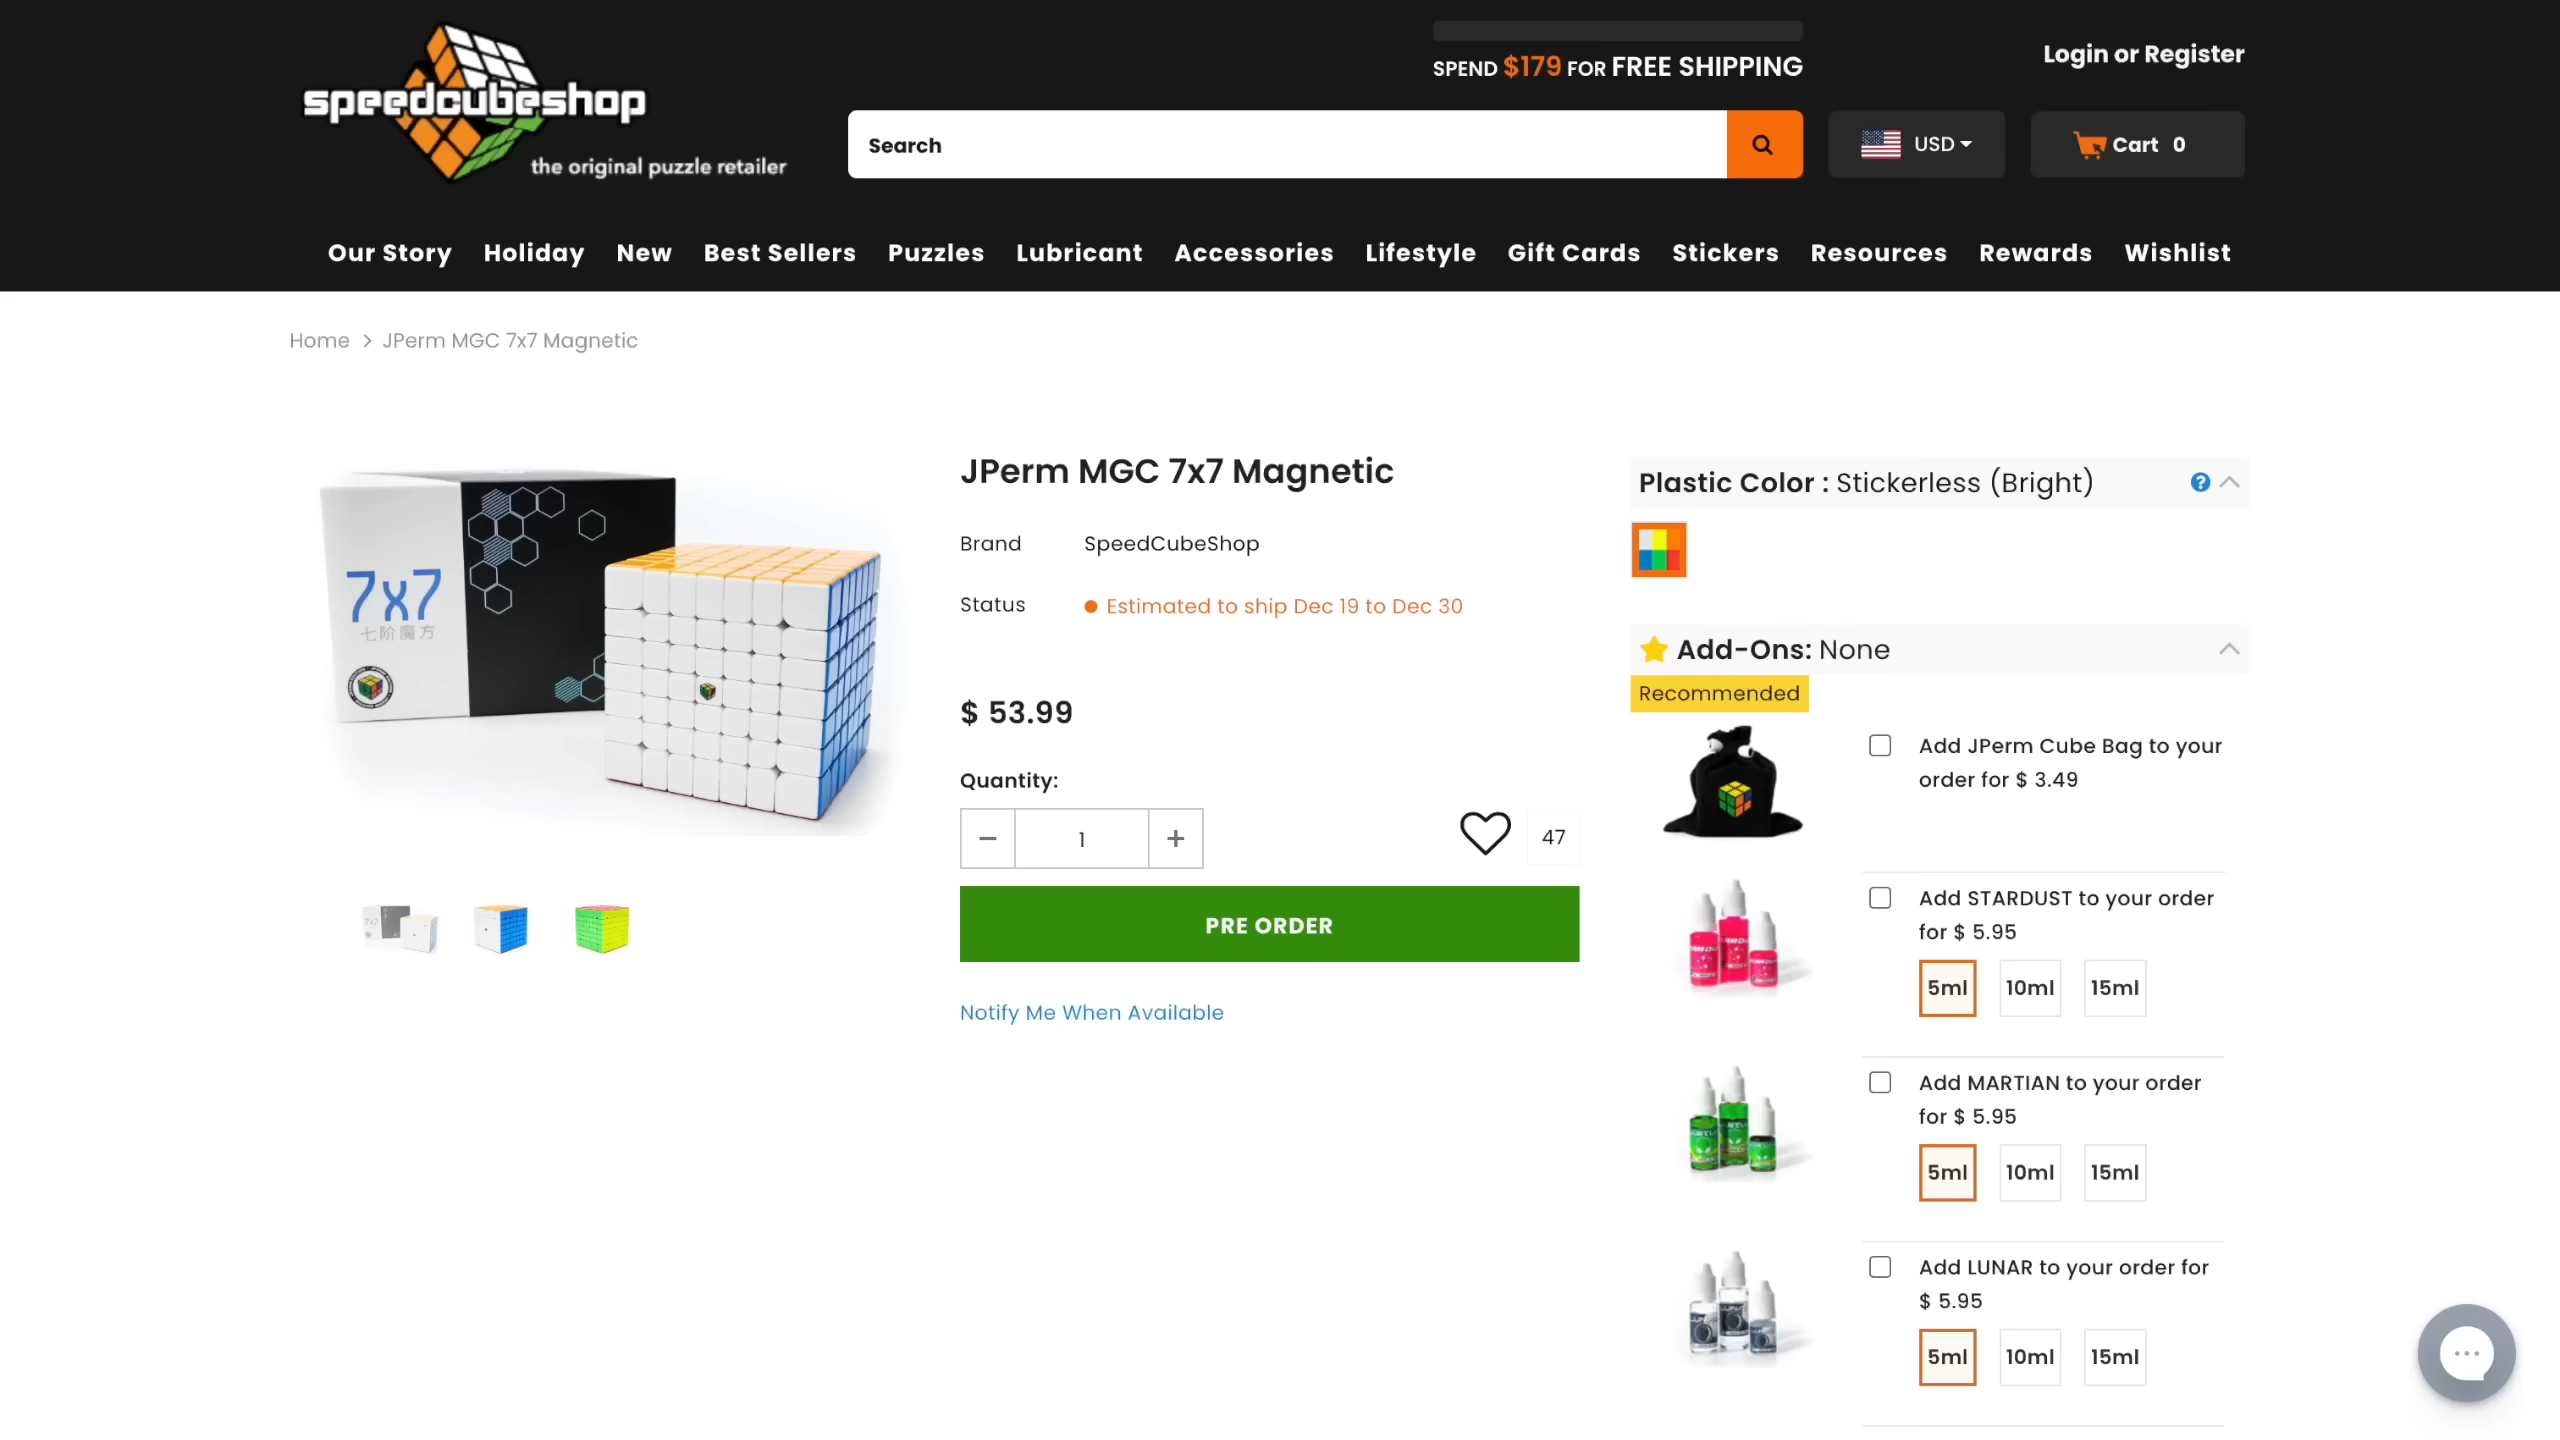 speedcubeshop
the original puzzle retailer
SPEND $179 FOR FREE SHIPPING
Login or Register
Search
USD
Cart 0
Our Story Holiday New Best Sellers Puzzles Lubricant Accessories Lifestyle Gift Cards Stickers Resources Rewards Wishlist
Home > JPerm MGC 7x7 Magnetic
7x7
七阶魔方
JPerm MGC 7x7 Magnetic
Brand SpeedCubeShop
Status Estimated to ship Dec 19 to Dec 30
$ 53.99
Quantity:
− 1 +
47
PRE ORDER
Notify Me When Available
Plastic Color : Stickerless (Bright)
?
Add-Ons: None
Recommended
Add JPerm Cube Bag to your
order for $ 3.49
Add STARDUST to your order
for $ 5.95
5ml 10ml 15ml
Add MARTIAN to your order
for $ 5.95
5ml 10ml 15ml
Add LUNAR to your order for
$ 5.95
5ml 10ml 15ml